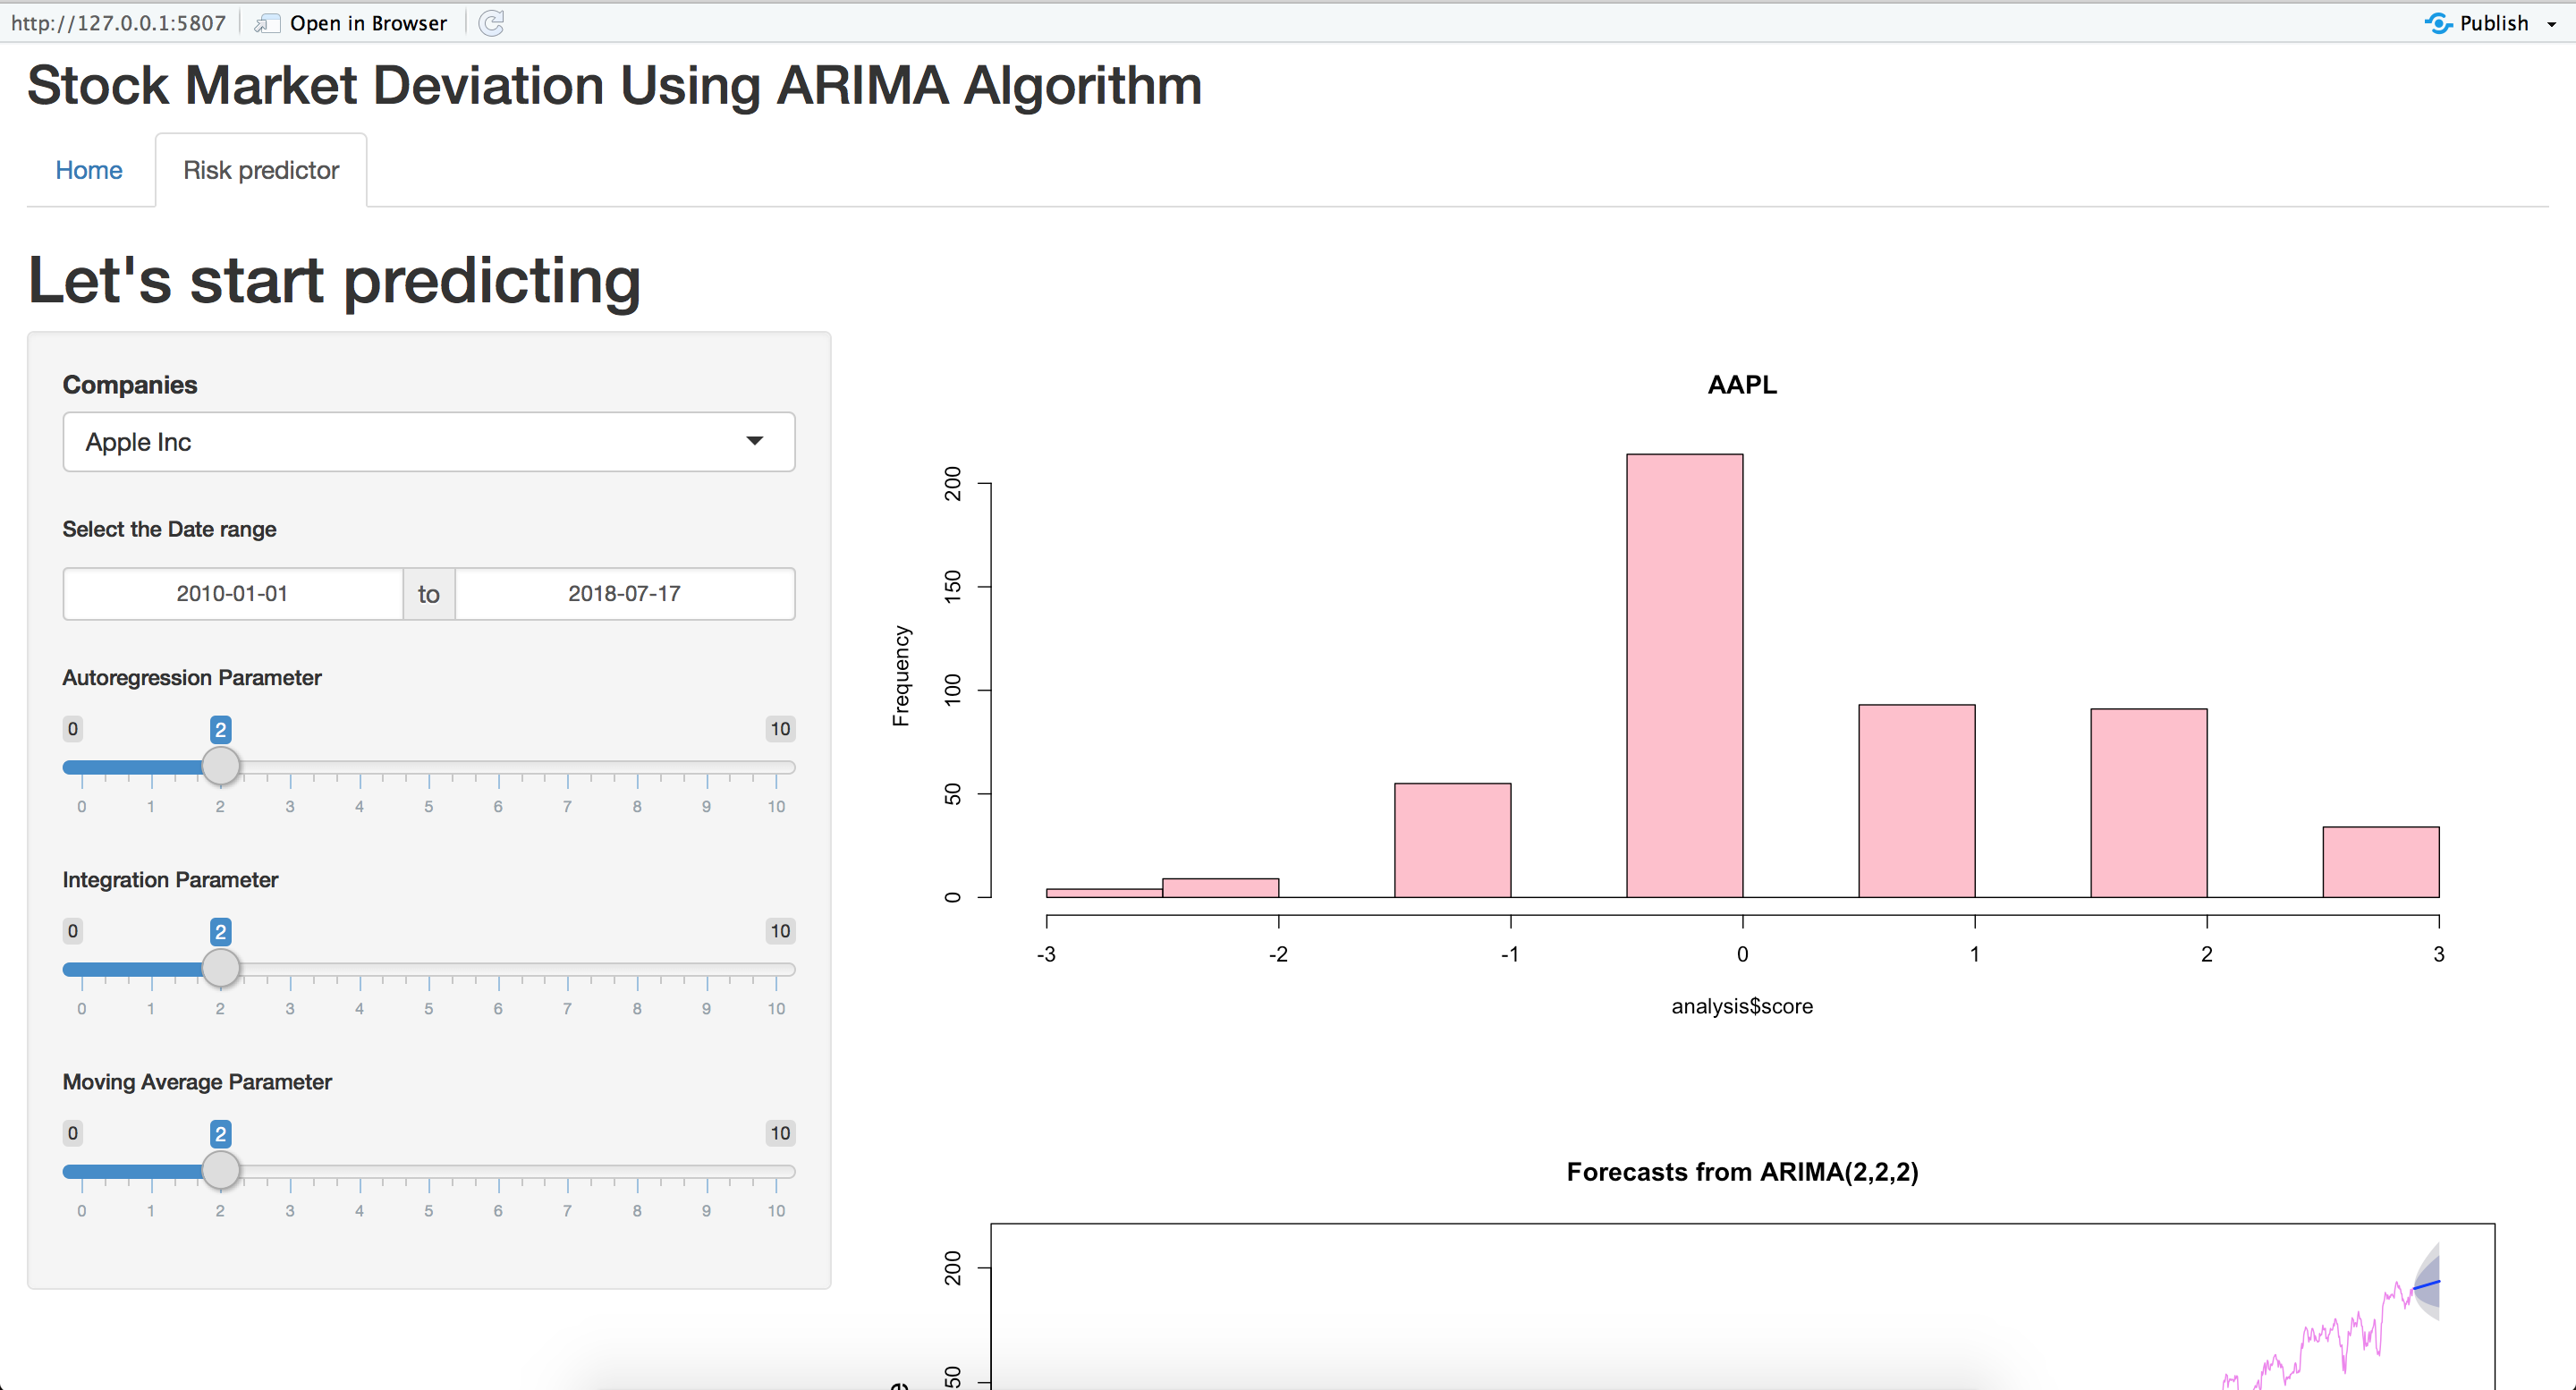 http://127.0.0.1:5807 Open in Browser Publish
Stock Market Deviation Using ARIMA Algorithm
Home Risk predictor
Let's start predicting
Companies
Apple Inc
Select the Date range
2010-01-01 to 2018-07-17
Autoregression Parameter
0 2 10
0 1 2 3 4 5 6 7 8 9 10
Integration Parameter
0 2 10
0 1 2 3 4 5 6 7 8 9 10
Moving Average Parameter
0 2 10
0 1 2 3 4 5 6 7 8 9 10
AAPL
Frequency
200
150
100
50
0
-3 -2 -1 0 1 2 3
analysis$score
Forecasts from ARIMA(2,2,2)
200